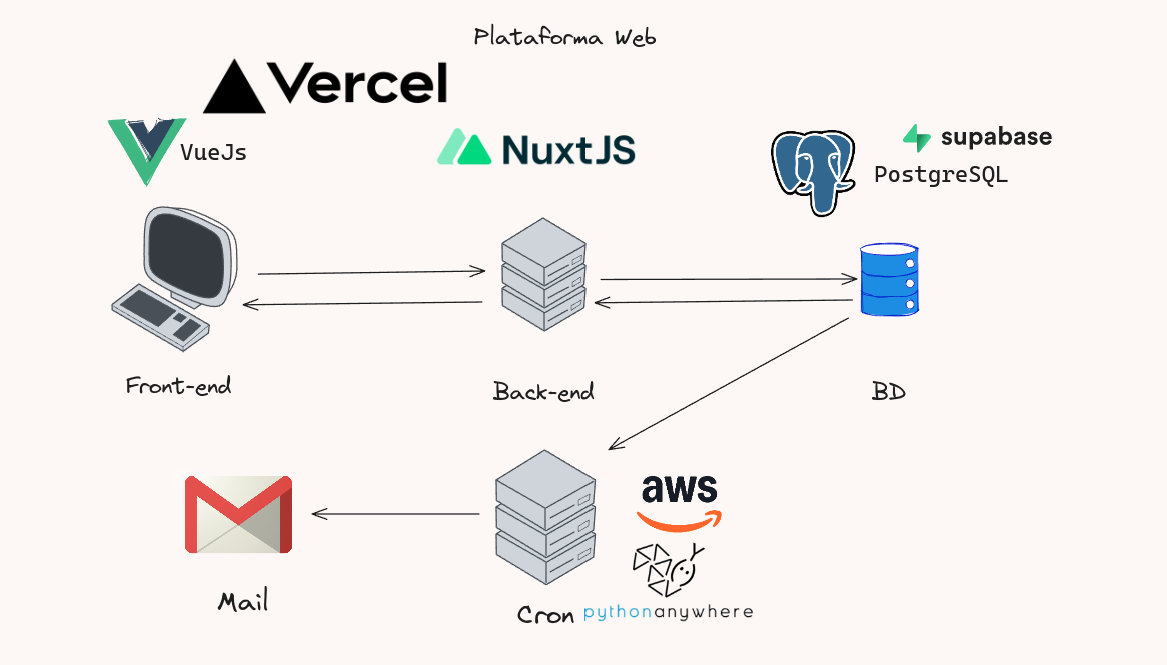 Plataforma Web
Vercel
VueJs
NuxtJS
supabase
PostgreSQL
Front-end
Back-end
BD
aws
Mail
Cron
pythonanywhere